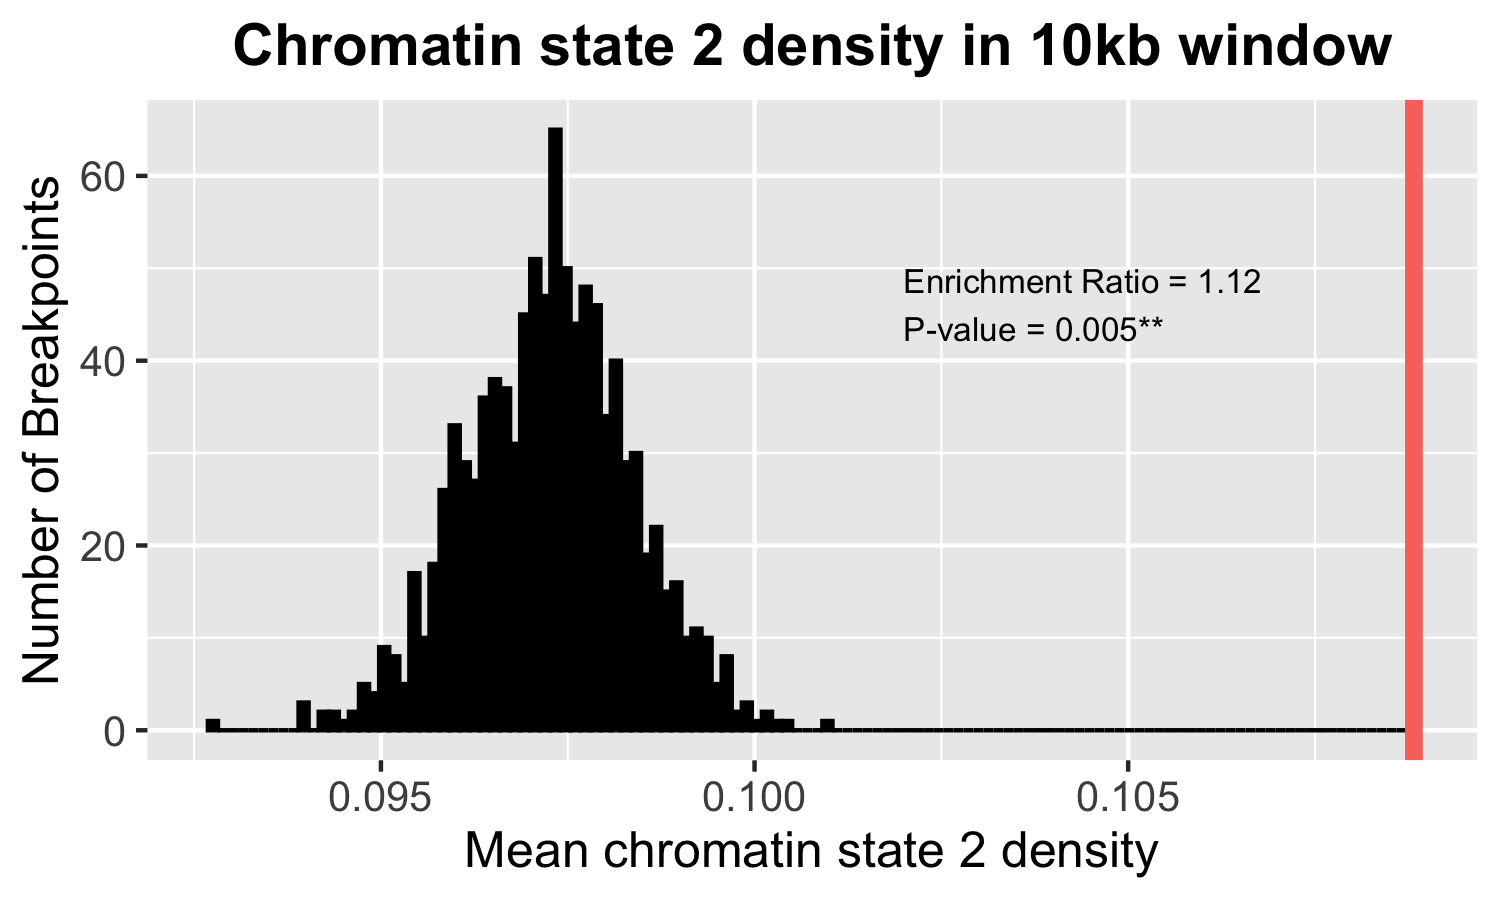 Chromatin state 2 density in 10kb window
Number of Breakpoints
60
40
20
0
Enrichment Ratio = 1.12
P-value = 0.005**
0.095 0.100 0.105
Mean chromatin state 2 density